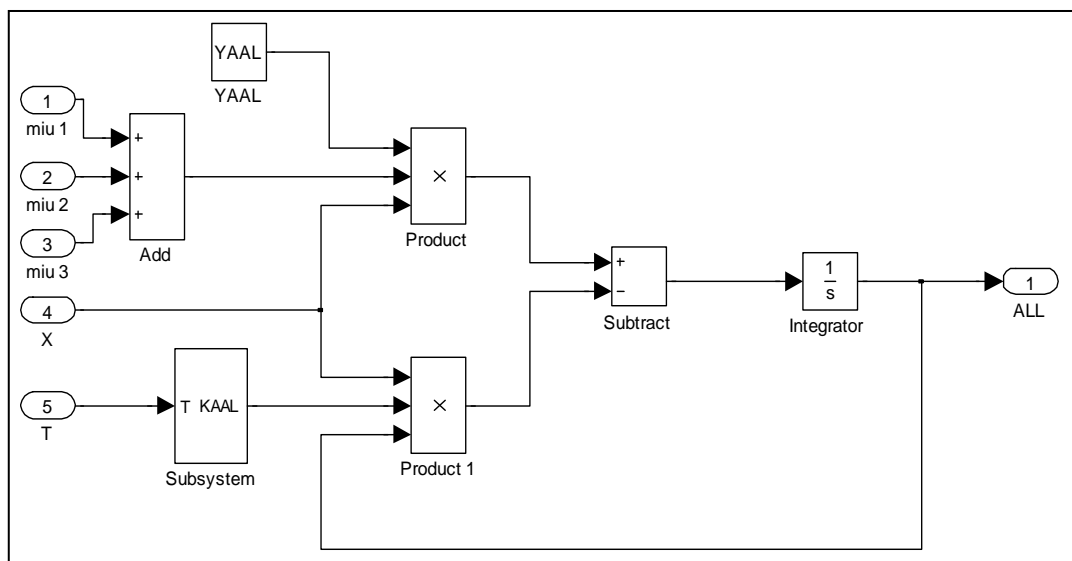 YAAL
YAAL
1
miu 1
+
2
miu 2
+
3
miu 3
+
Add
×
Product
4
X
+
−
Subtract
1
s
Integrator
1
ALL
5
T
T KAAL
Subsystem
×
Product 1